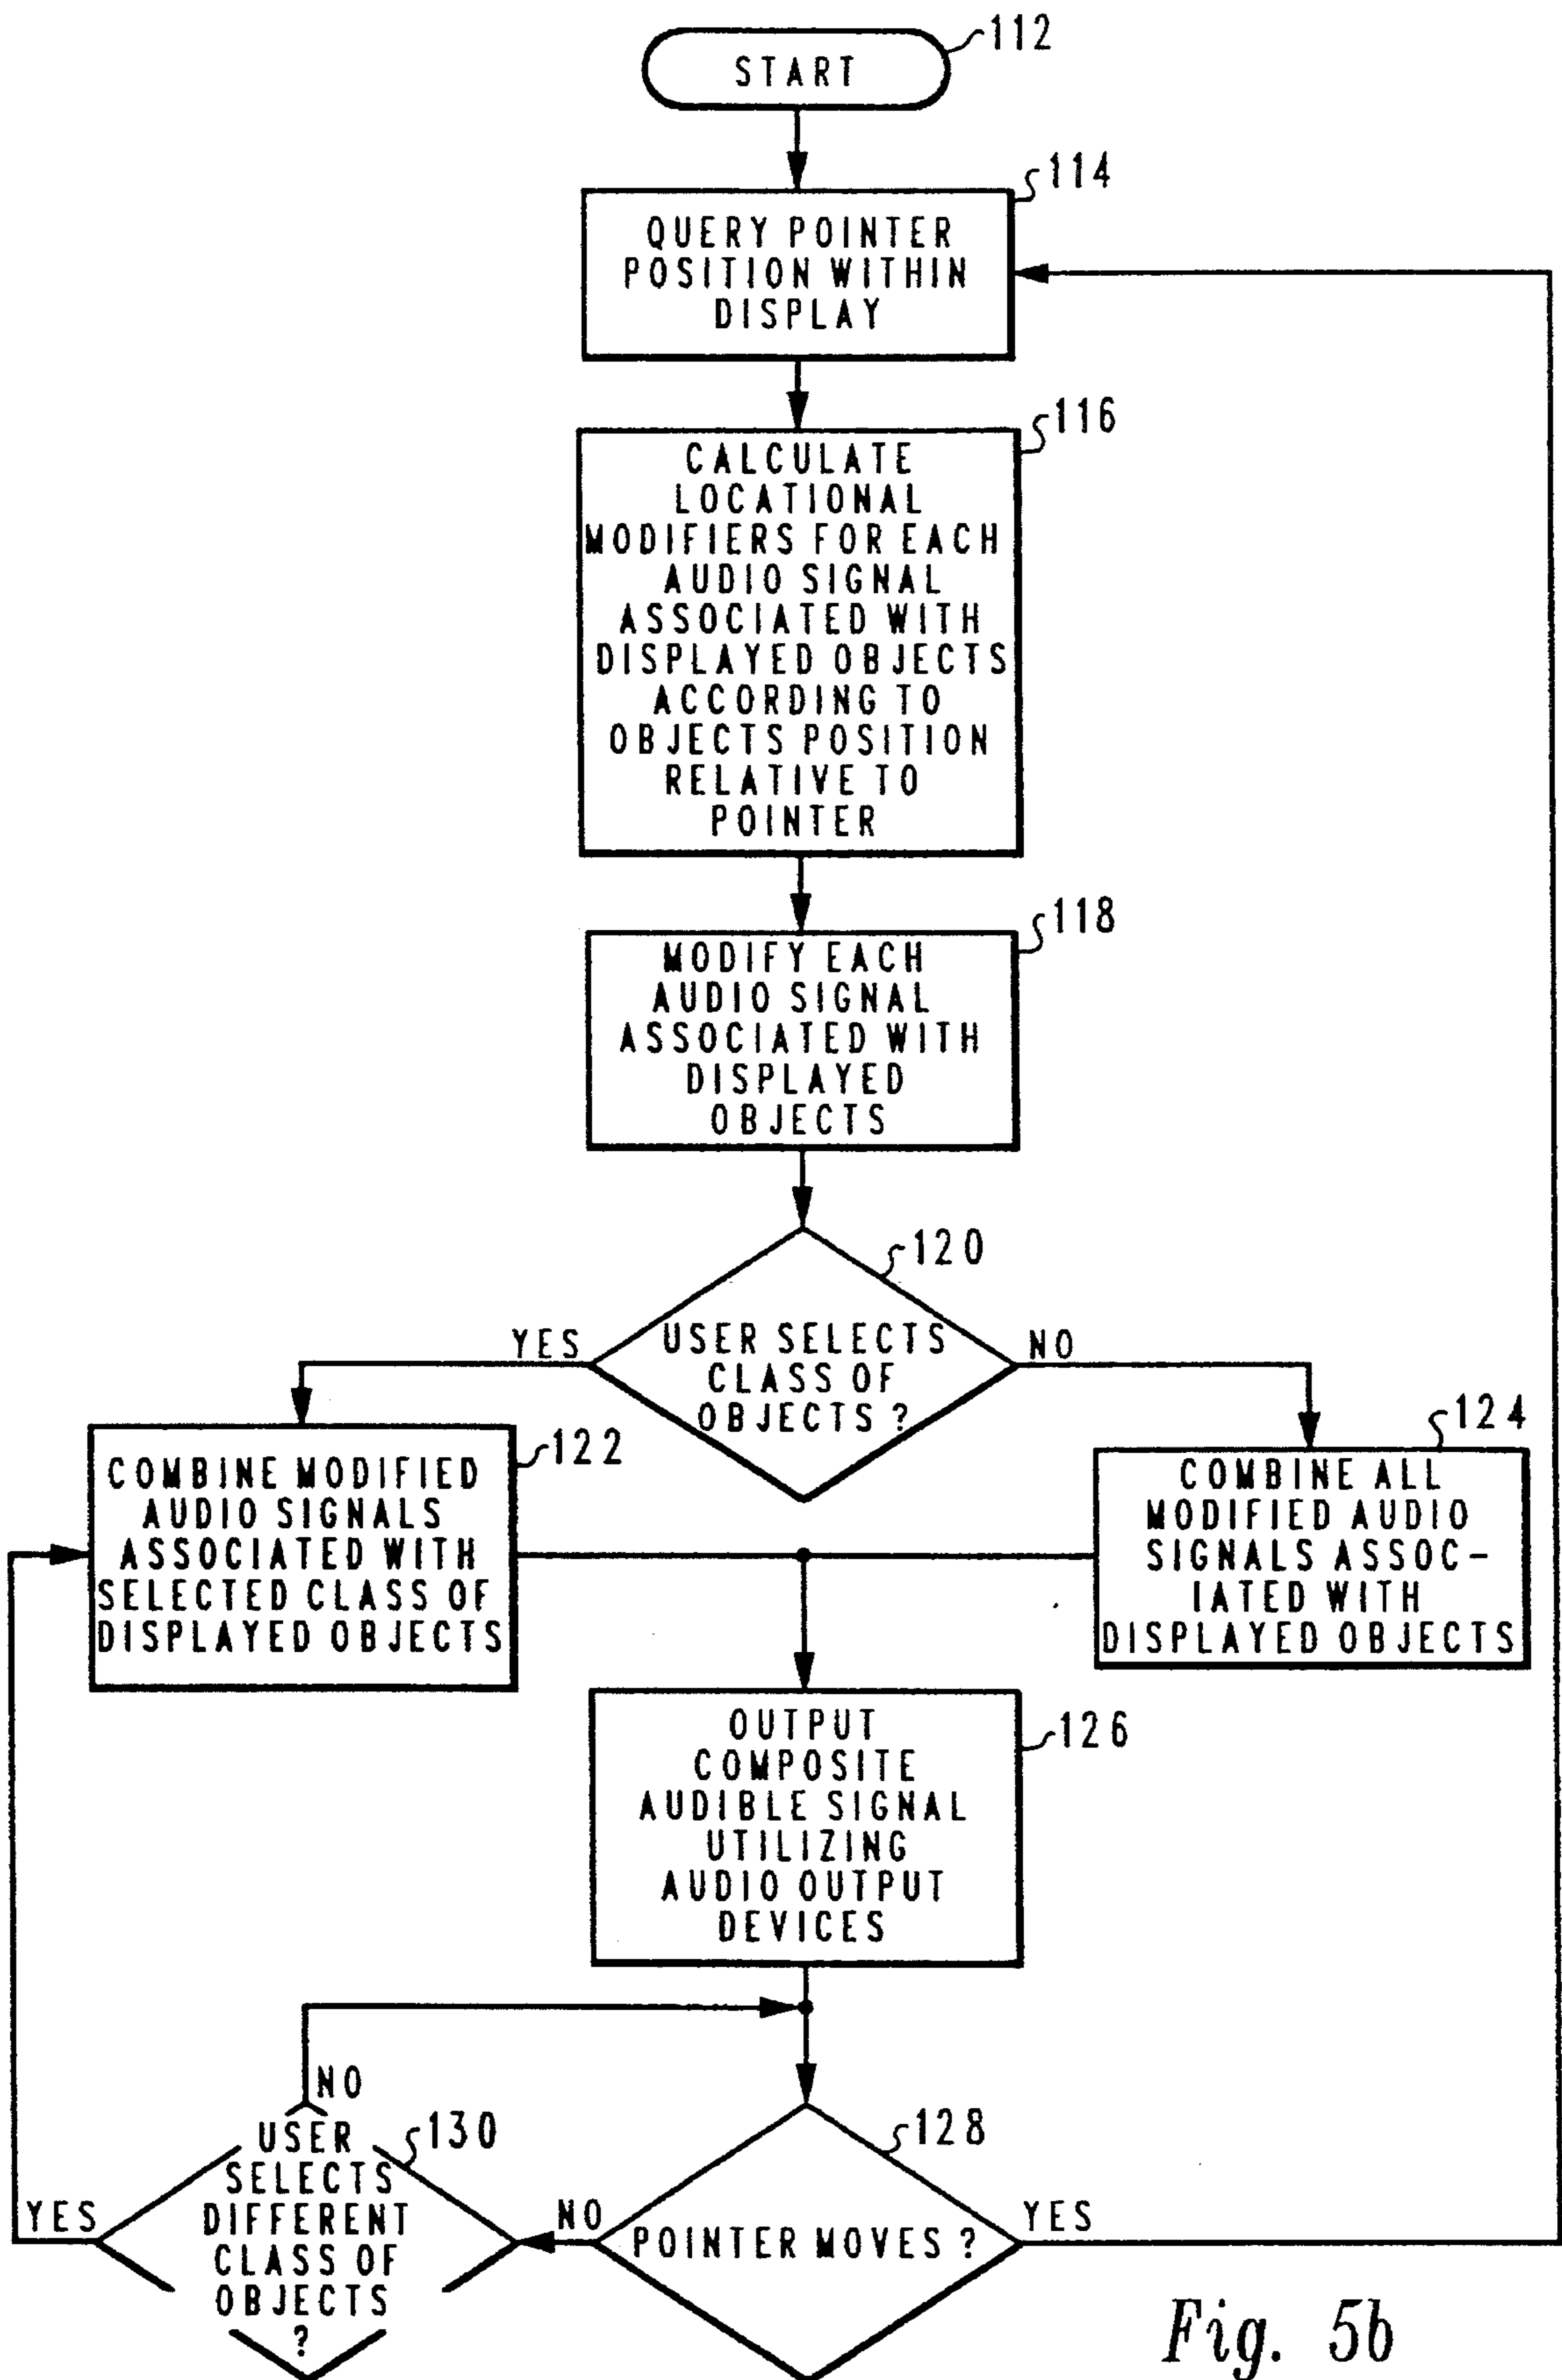 112
START
114
QUERY POINTER
POSITION WITHIN
DISPLAY
116
CALCULATE
LOCATIONAL
MODIFIERS FOR EACH
AUDIO SIGNAL
ASSOCIATED WITH
DISPLAYED OBJECTS
ACCORDING TO
OBJECTS POSITION
RELATIVE TO
POINTER
118
MODIFY EACH
AUDIO SIGNAL
ASSOCIATED WITH
DISPLAYED
OBJECTS
120
YES
USER SELECTS
CLASS OF
OBJECTS ?
NO
122
COMBINE MODIFIED
AUDIO SIGNALS
ASSOCIATED WITH
SELECTED CLASS OF
DISPLAYED OBJECTS
124
COMBINE ALL
MODIFIED AUDIO
SIGNALS ASSOC-
IATED WITH
DISPLAYED OBJECTS
126
OUTPUT
COMPOSITE
AUDIBLE SIGNAL
UTILIZING
AUDIO OUTPUT
DEVICES
NO
130
USER
SELECTS
DIFFERENT
CLASS OF
OBJECTS
?
YES
128
NO
POINTER MOVES ?
YES
Fig. 5b